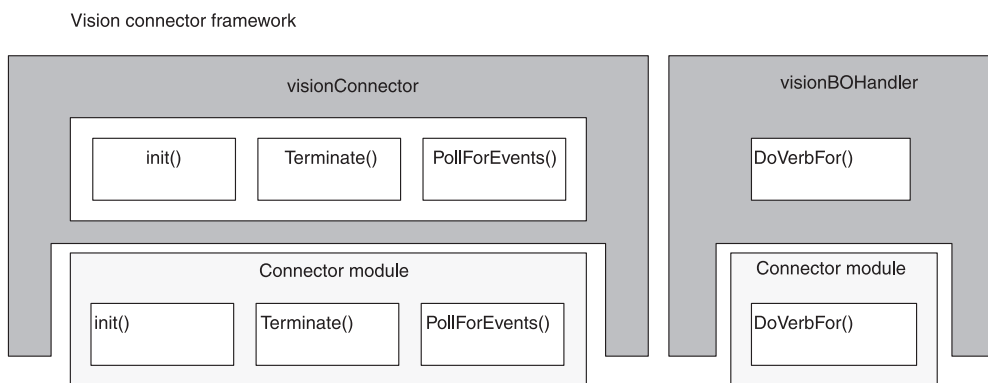 Vision connector framework
visionConnector
visionBOHandler
init()
Terminate()
PollForEvents()
DoVerbFor()
Connector module
Connector module
init()
Terminate()
PollForEvents()
DoVerbFor()